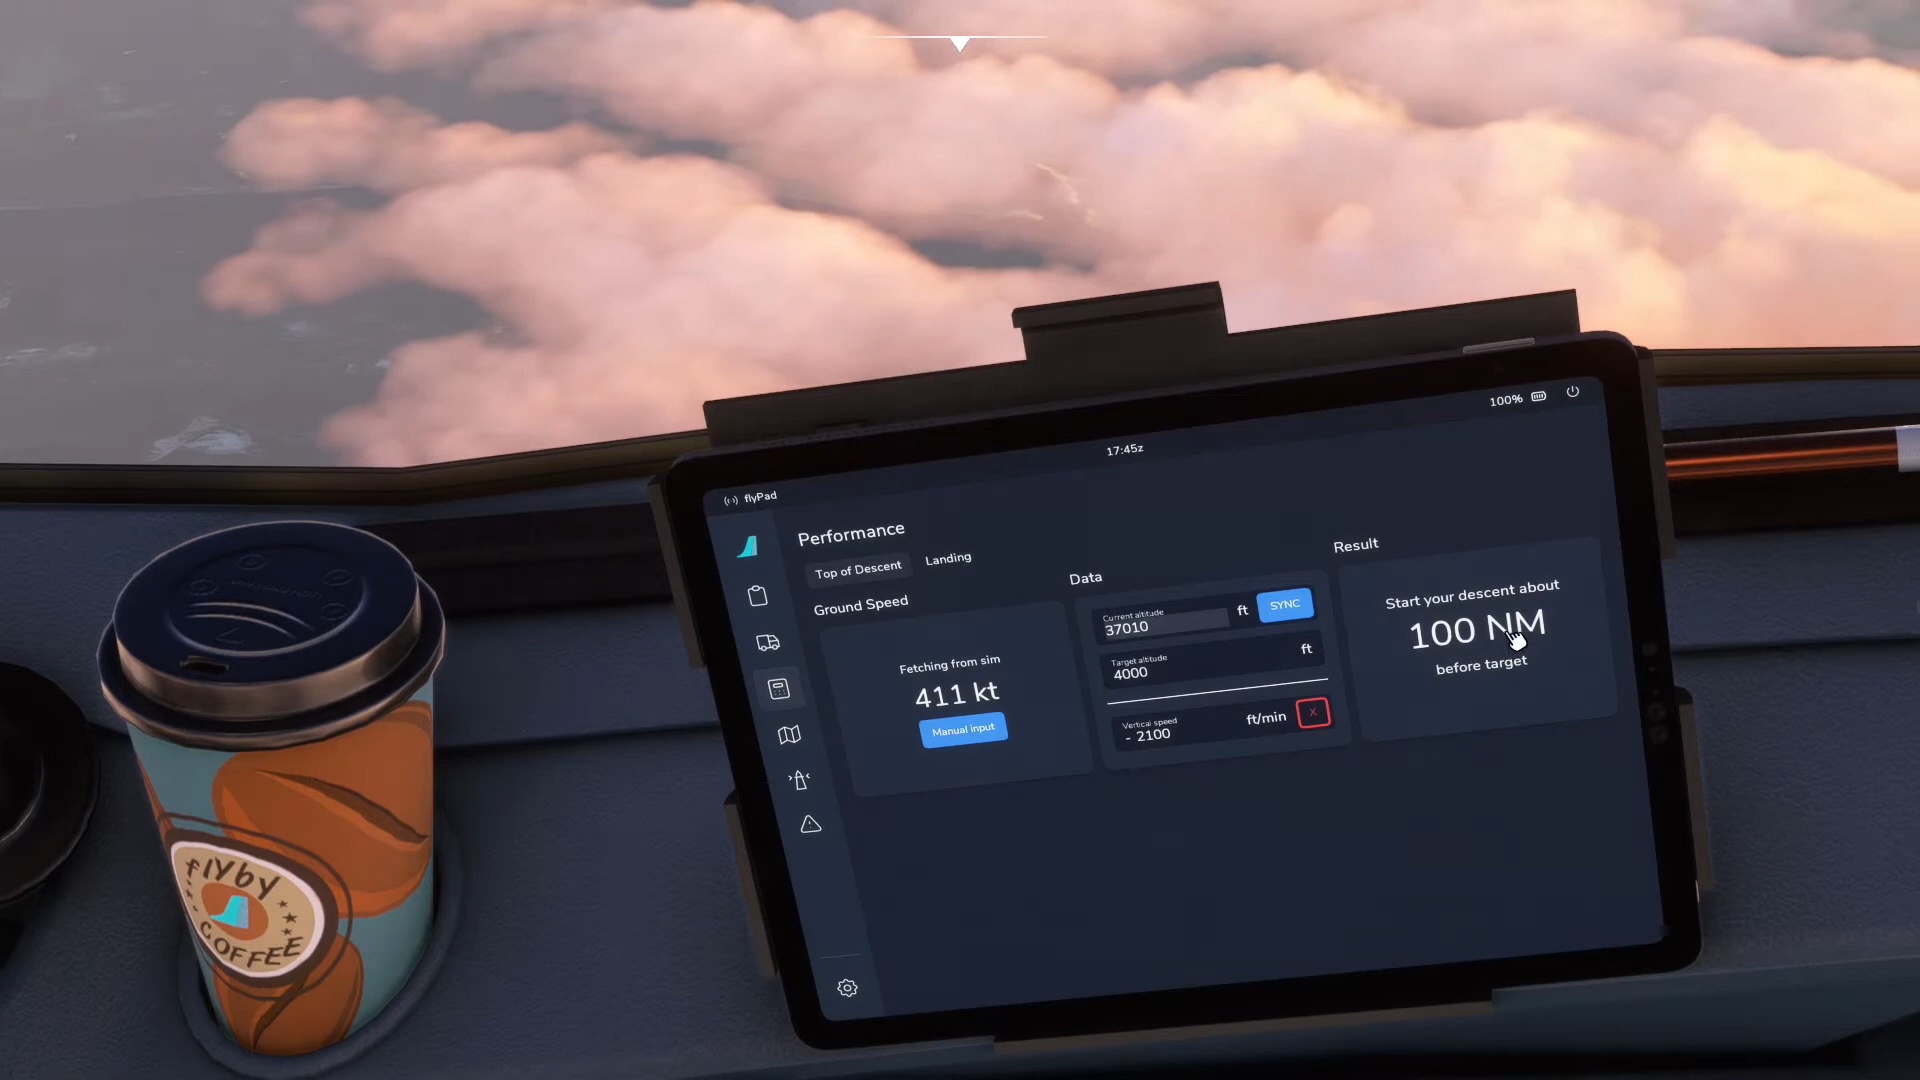 100%
17:45z
flyPad
Performance
Top of Descent
Landing
Ground Speed
Fetching from sim
411 kt
Manual input
Data
Current altitude
37010
ft
SYNC
Target altitude
4000
ft
Vertical speed
- 2100
ft/min
X
Result
Start your descent about
100 NM
before target
flyby
COFFEE